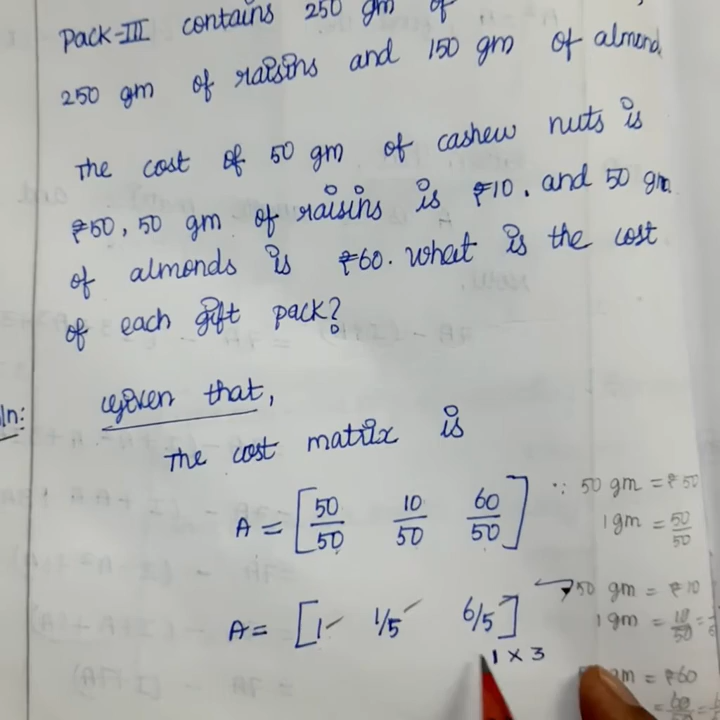 Pack-III contains 250 gm of
250 gm of raisins and 150 gm of almond
The cost of 50 gm of cashew nuts is
₹50, 50 gm of raisins is ₹10. and 50 gm
of almonds is ₹60. What is the cost
of each gift pack?
ln: Given that,
The cost matrix is
A = [50/50 10/50 60/50] ∵ 50 gm = ₹50
1 gm = 50/50
A = [1 1/5 6/5] 1 × 3
50 gm = ₹10
1 gm = 10/50 =
gm = ₹60
= 60/50 =